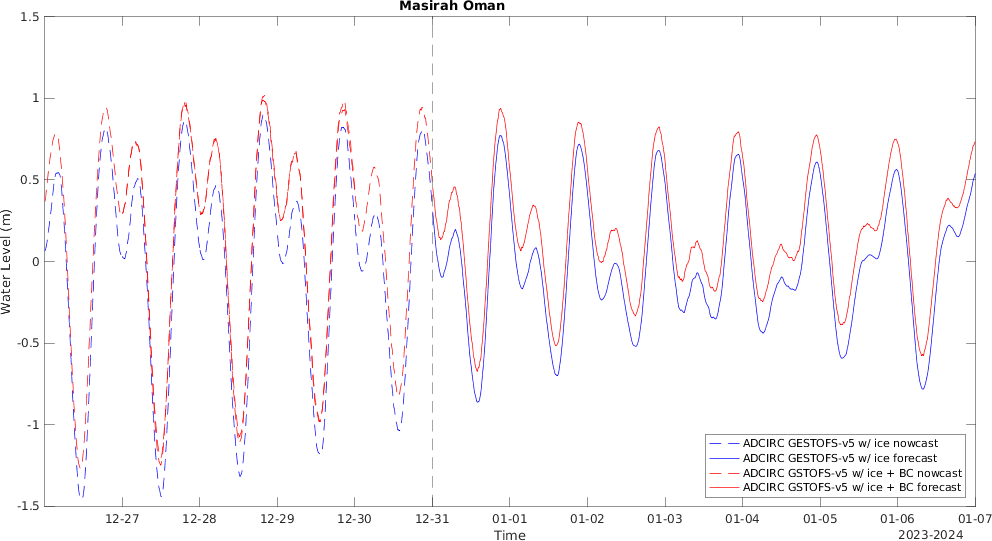 Masirah Oman
1.5
1
0.5
0
-0.5
-1
-1.5
Water Level (m)
12-27 12-28 12-29 12-30 12-31 01-01 01-02 01-03 01-04 01-05 01-06 01-07
Time
2023-2024
ADCIRC GESTOFS-v5 w/ ice nowcast
ADCIRC GESTOFS-v5 w/ ice forecast
ADCIRC GSTOFS-v5 w/ ice + BC nowcast
ADCIRC GSTOFS-v5 w/ ice + BC forecast